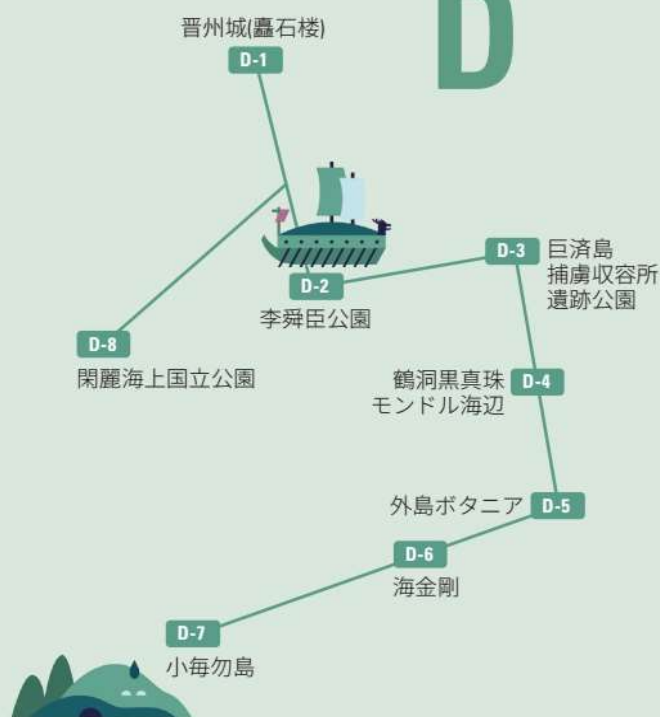 D
晋州城(矗石楼)
D-1
D-2
李舜臣公園
D-3
巨済島
捕虜収容所
遺跡公園
D-8
閑麗海上国立公園
鶴洞黒真珠
モンドル海辺
D-4
外島ボタニア
D-5
D-6
海金剛
D-7
小毎勿島